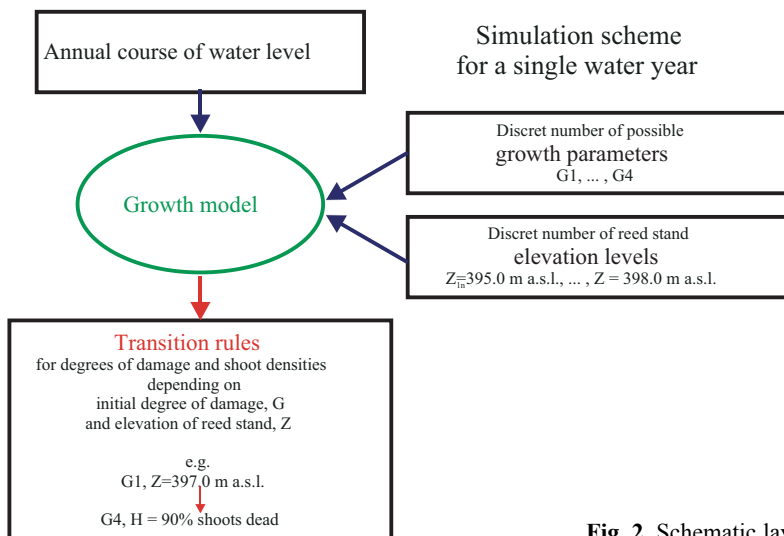 Annual course of water level
Simulation scheme
for a single water year
Discret number of possible
growth parameters
G1, ... , G4
Growth model
Discret number of reed stand
elevation levels
Z=395.0 m a.s.l., ... , Z = 398.0 m a.s.l.
in
Transition rules
for degrees of damage and shoot densities
depending on
initial degree of damage, G
and elevation of reed stand, Z
e.g.
G1, Z=397.0 m a.s.l.
G4, H = 90% shoots dead
Fig. 2. Schematic lay